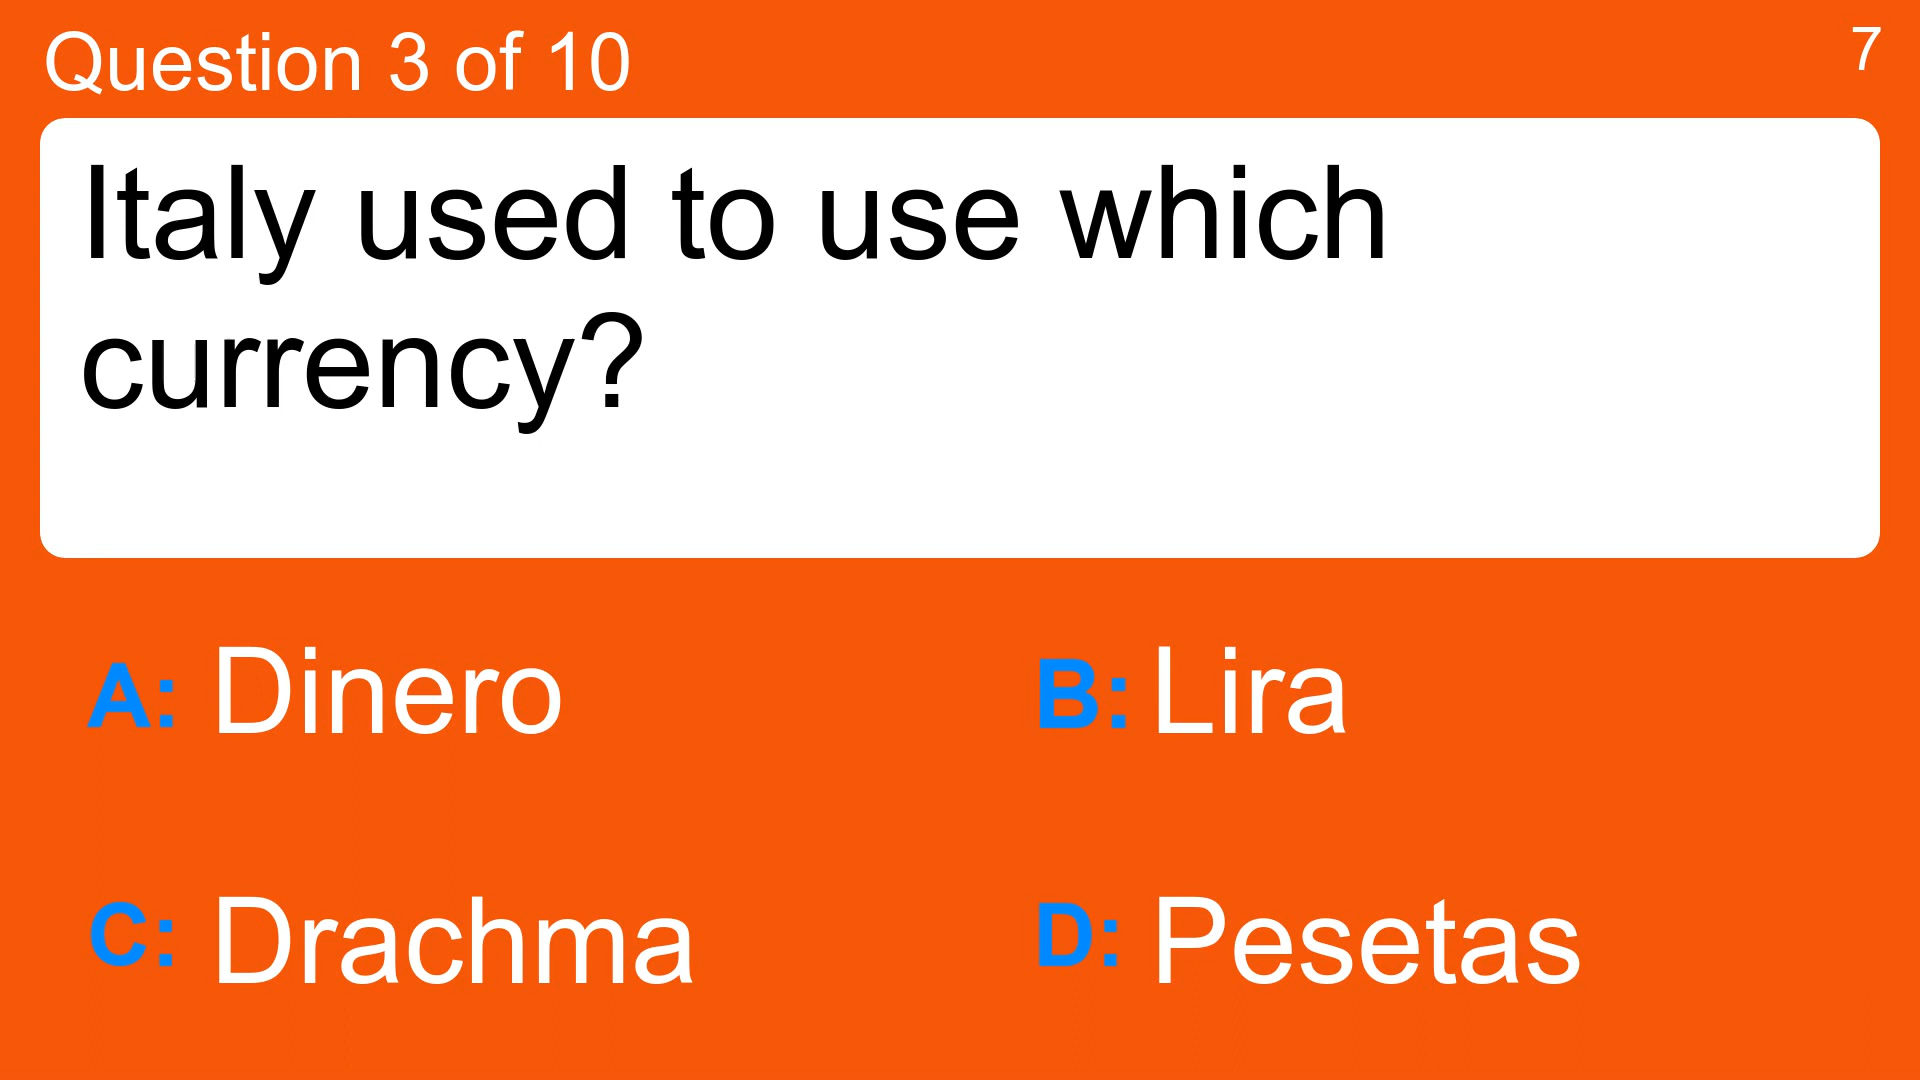 Question 3 of 10
7
Italy used to use which
currency?
A: Dinero
B: Lira
C: Drachma
D: Pesetas